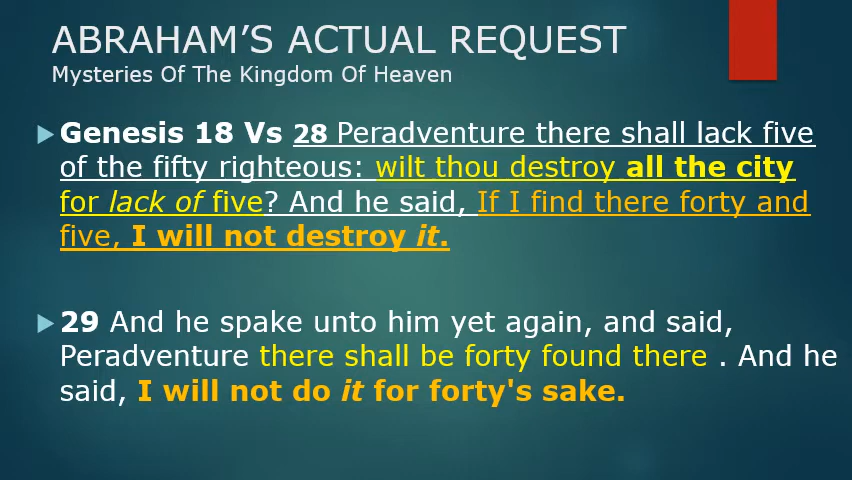 ABRAHAM’S ACTUAL REQUEST
Mysteries Of The Kingdom Of Heaven
Genesis 18 Vs 28 Peradventure there shall lack five
of the fifty righteous: wilt thou destroy all the city
for lack of five? And he said, If I find there forty and
five, I will not destroy it.
29 And he spake unto him yet again, and said,
Peradventure there shall be forty found there . And he
said, I will not do it for forty's sake.